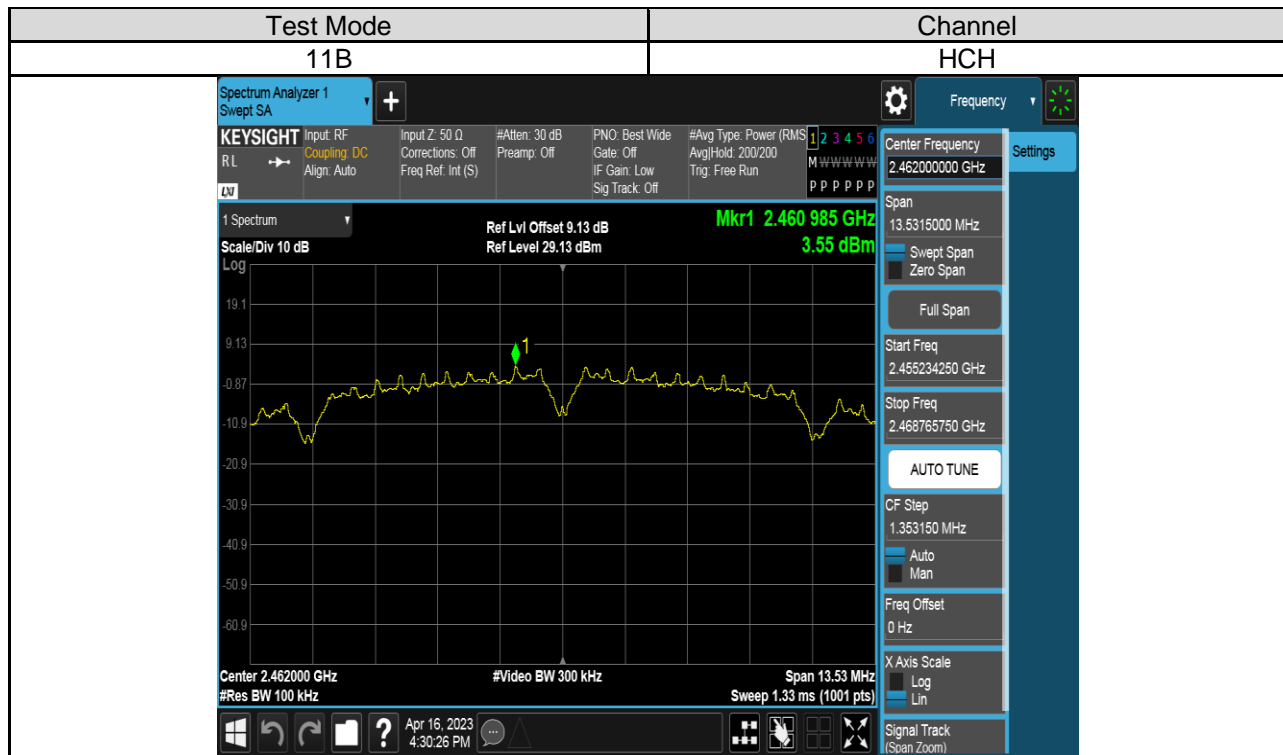 Test Mode Channel
11B HCH
Spectrum Analyzer 1
Swept SA
+
Frequency
KEYSIGHT
RL
LXI
Input: RF
Coupling: DC
Align: Auto
Input Z: 50 Ω
Corrections: Off
Freq Ref: Int (S)
#Atten: 30 dB
Preamp: Off
PNO: Best Wide
Gate: Off
IF Gain: Low
Sig Track: Off
#Avg Type: Power (RMS
Avg|Hold: 200/200
Trig: Free Run
1 2 3 4 5 6
M W W W W W
P P P P P P
1 Spectrum
Scale/Div 10 dB
Ref Lvl Offset 9.13 dB
Ref Level 29.13 dBm
Mkr1 2.460 985 GHz
3.55 dBm
Log
19.1
9.13
-0.87
-10.9
-20.9
-30.9
-40.9
-50.9
-60.9
1
Center 2.462000 GHz
#Res BW 100 kHz
#Video BW 300 kHz
Span 13.53 MHz
Sweep 1.33 ms (1001 pts)
Center Frequency
2.462000000 GHz
Settings
Span
13.5315000 MHz
Swept Span
Zero Span
Full Span
Start Freq
2.455234250 GHz
Stop Freq
2.468765750 GHz
AUTO TUNE
CF Step
1.353150 MHz
Auto
Man
Freq Offset
0 Hz
X Axis Scale
Log
Lin
Signal Track
(Span Zoom)
?
Apr 16, 2023
4:30:26 PM